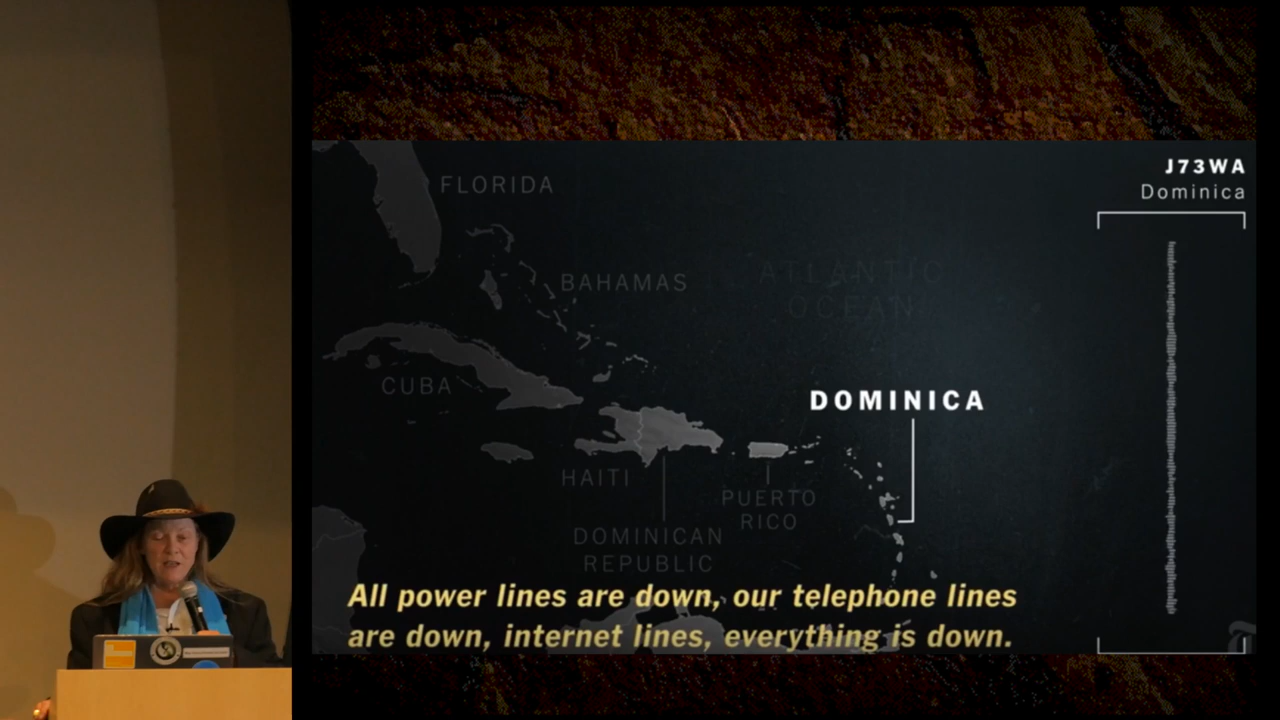 J73WA
Dominica
FLORIDA
BAHAMAS
ATLANTIC
OCEAN
CUBA
DOMINICA
HAITI
PUERTO
RICO
DOMINICAN
REPUBLIC
All power lines are down, our telephone lines
are down, internet lines, everything is down.